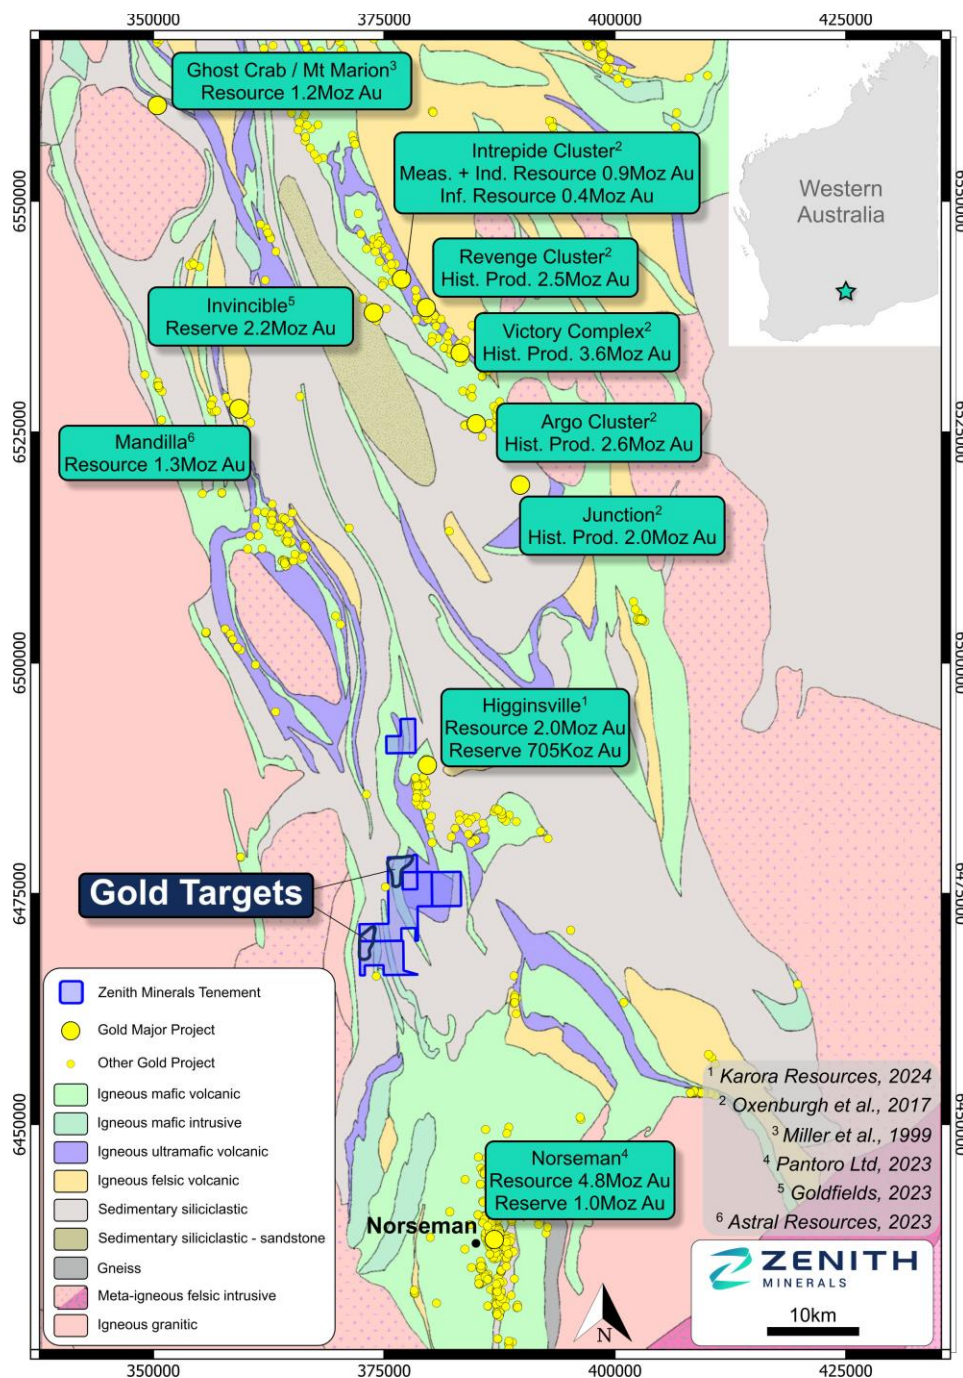 350000 375000 400000 425000
Ghost Crab / Mt Marion³
Resource 1.2Moz Au
Intrepide Cluster²
Meas. + Ind. Resource 0.9Moz Au
Inf. Resource 0.4Moz Au
Western
Australia
6550000
6550000
Revenge Cluster²
Hist. Prod. 2.5Moz Au
Invincible⁵
Reserve 2.2Moz Au
Victory Complex²
Hist. Prod. 3.6Moz Au
6525000
6525000
Argo Cluster²
Hist. Prod. 2.6Moz Au
Mandilla⁶
Resource 1.3Moz Au
Junction²
Hist. Prod. 2.0Moz Au
6500000
6500000
Higginsville¹
Resource 2.0Moz Au
Reserve 705Koz Au
6475000
6475000
Gold Targets
Zenith Minerals Tenement
Gold Major Project
Other Gold Project
Igneous mafic volcanic
Igneous mafic intrusive
Igneous ultramafic volcanic
Igneous felsic volcanic
Sedimentary siliciclastic
Sedimentary siliciclastic - sandstone
Gneiss
Meta-igneous felsic intrusive
Igneous granitic
¹ Karora Resources, 2024
² Oxenburgh et al., 2017
³ Miller et al., 1999
⁴ Pantoro Ltd, 2023
⁵ Goldfields, 2023
⁶ Astral Resources, 2023
6450000
6450000
Norseman⁴
Resource 4.8Moz Au
Reserve 1.0Moz Au
Norseman
N
ZENITH
MINERALS
10km
350000 375000 400000 425000